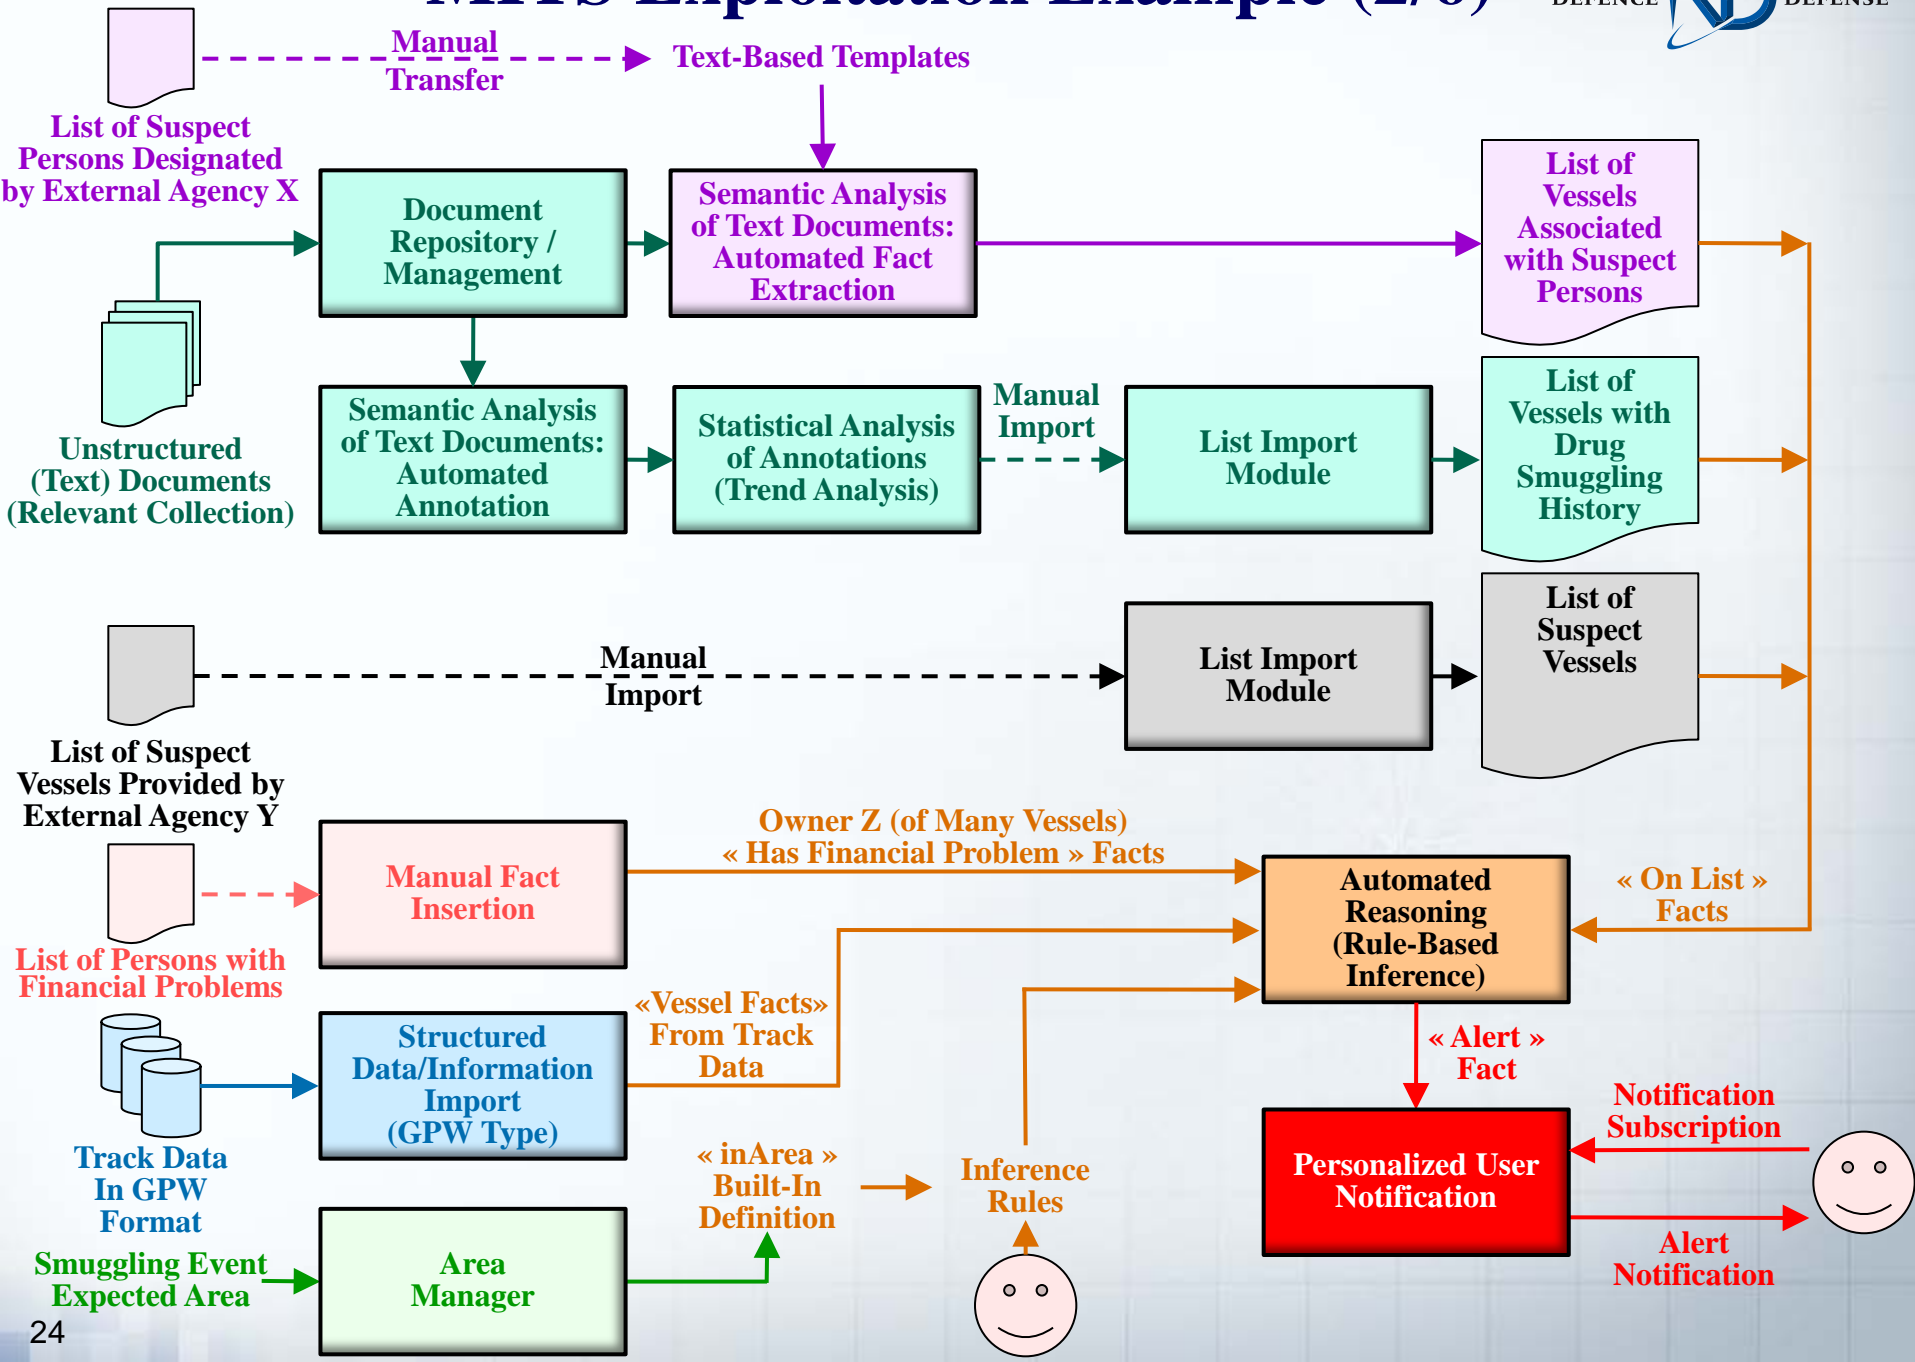 MITS Exploitation Example (2/6)
DEFENCE
DEFENSE
Manual
Transfer
Text-Based Templates
List of Suspect
Persons Designated
by External Agency X
Document
Repository /
Management
Semantic Analysis
of Text Documents:
Automated Fact
Extraction
List of
Vessels
Associated
with Suspect
Persons
Unstructured
(Text) Documents
(Relevant Collection)
Semantic Analysis
of Text Documents:
Automated
Annotation
Statistical Analysis
of Annotations
(Trend Analysis)
Manual
Import
List Import
Module
List of
Vessels with
Drug
Smuggling
History
List of Suspect
Vessels Provided by
External Agency Y
Manual
Import
List Import
Module
List of
Suspect
Vessels
List of Persons with
Financial Problems
Manual Fact
Insertion
Owner Z (of Many Vessels)
« Has Financial Problem » Facts
Automated
Reasoning
(Rule-Based
Inference)
« On List »
Facts
Track Data
In GPW
Format
Structured
Data/Information
Import
(GPW Type)
«Vessel Facts»
From Track
Data
« Alert »
Fact
Smuggling Event
Expected Area
Area
Manager
« inArea »
Built-In
Definition
Inference
Rules
Personalized User
Notification
Notification
Subscription
Alert
Notification
24